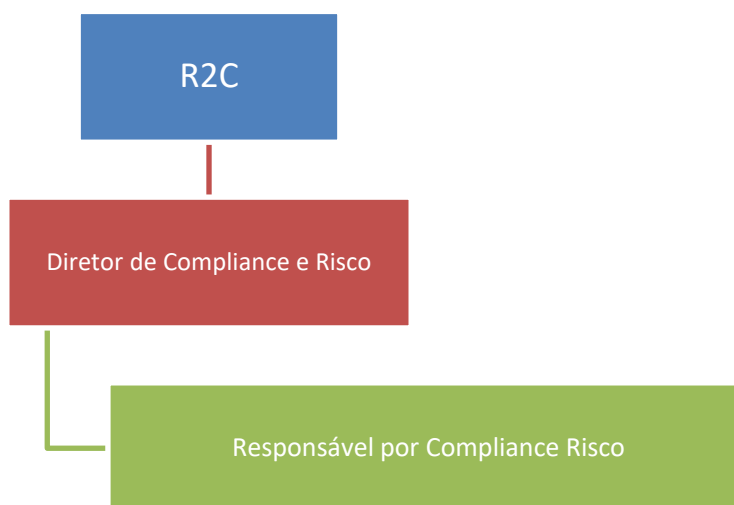 R2C
Diretor de Compliance e Risco
Responsável por Compliance Risco